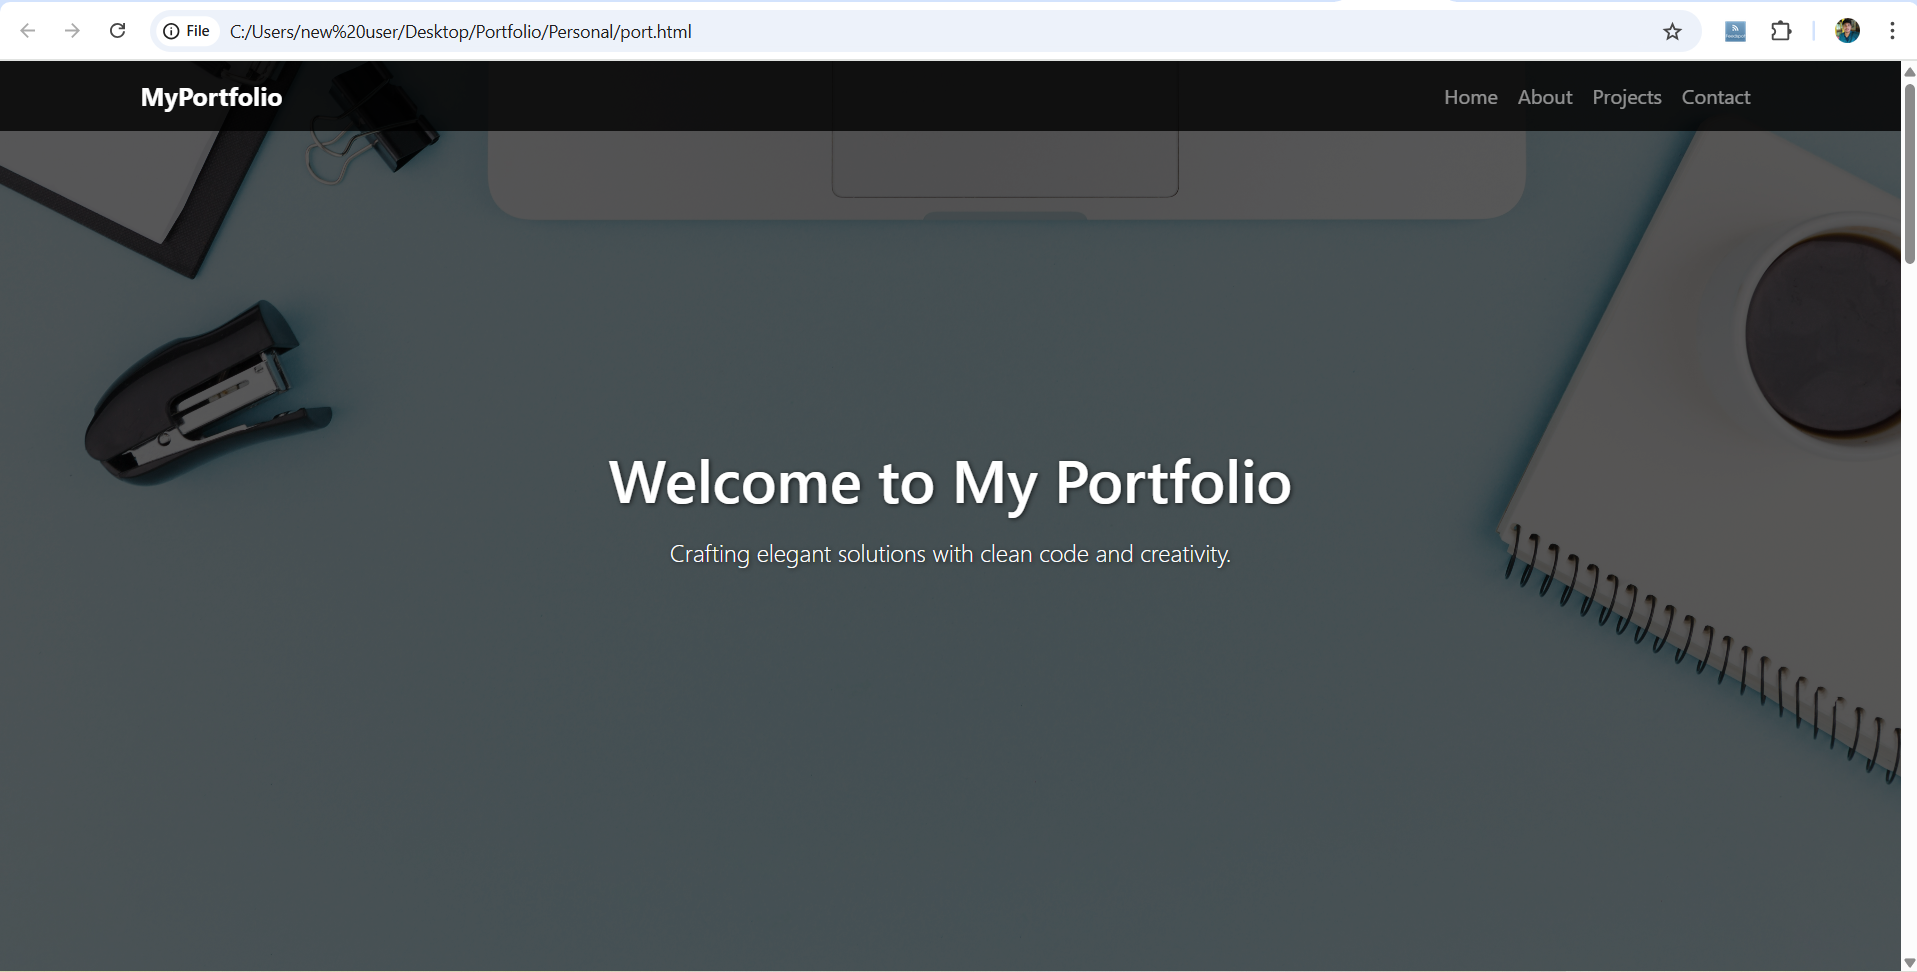 File C:/Users/new%20user/Desktop/Portfolio/Personal/port.html
MyPortfolio Home About Projects Contact
Welcome to My Portfolio
Crafting elegant solutions with clean code and creativity.